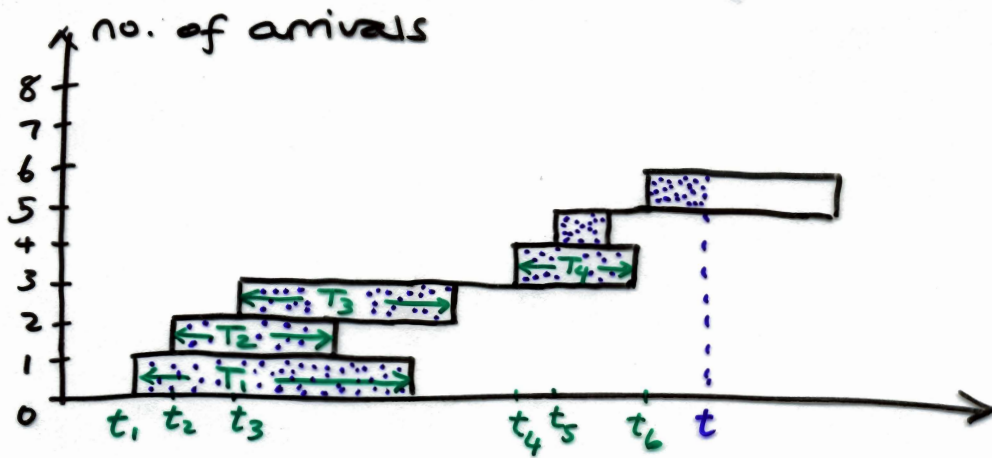 no. of arrivals
8
7
6
5
4
3
2
1
0
T₄
T₃
T₂
T₁
t₁ t₂ t₃ t₄ t₅ t₆ t